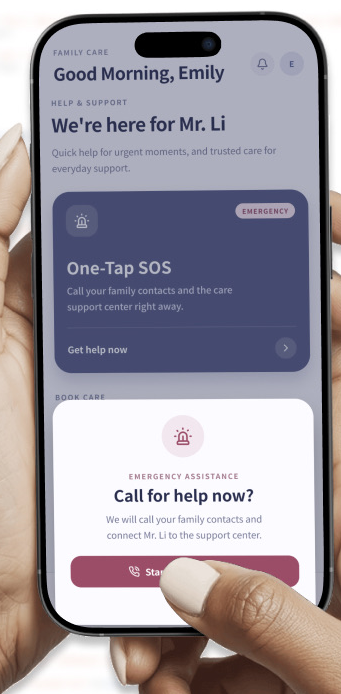 FAMILY CARE
Good Morning, Emily
E
HELP & SUPPORT
We're here for Mr. Li
Quick help for urgent moments, and trusted care for
everyday support.
EMERGENCY
One-Tap SOS
Call your family contacts and the care
support center right away.
Get help now
BOOK CARE
EMERGENCY ASSISTANCE
Call for help now?
We will call your family contacts and
connect Mr. Li to the support center.